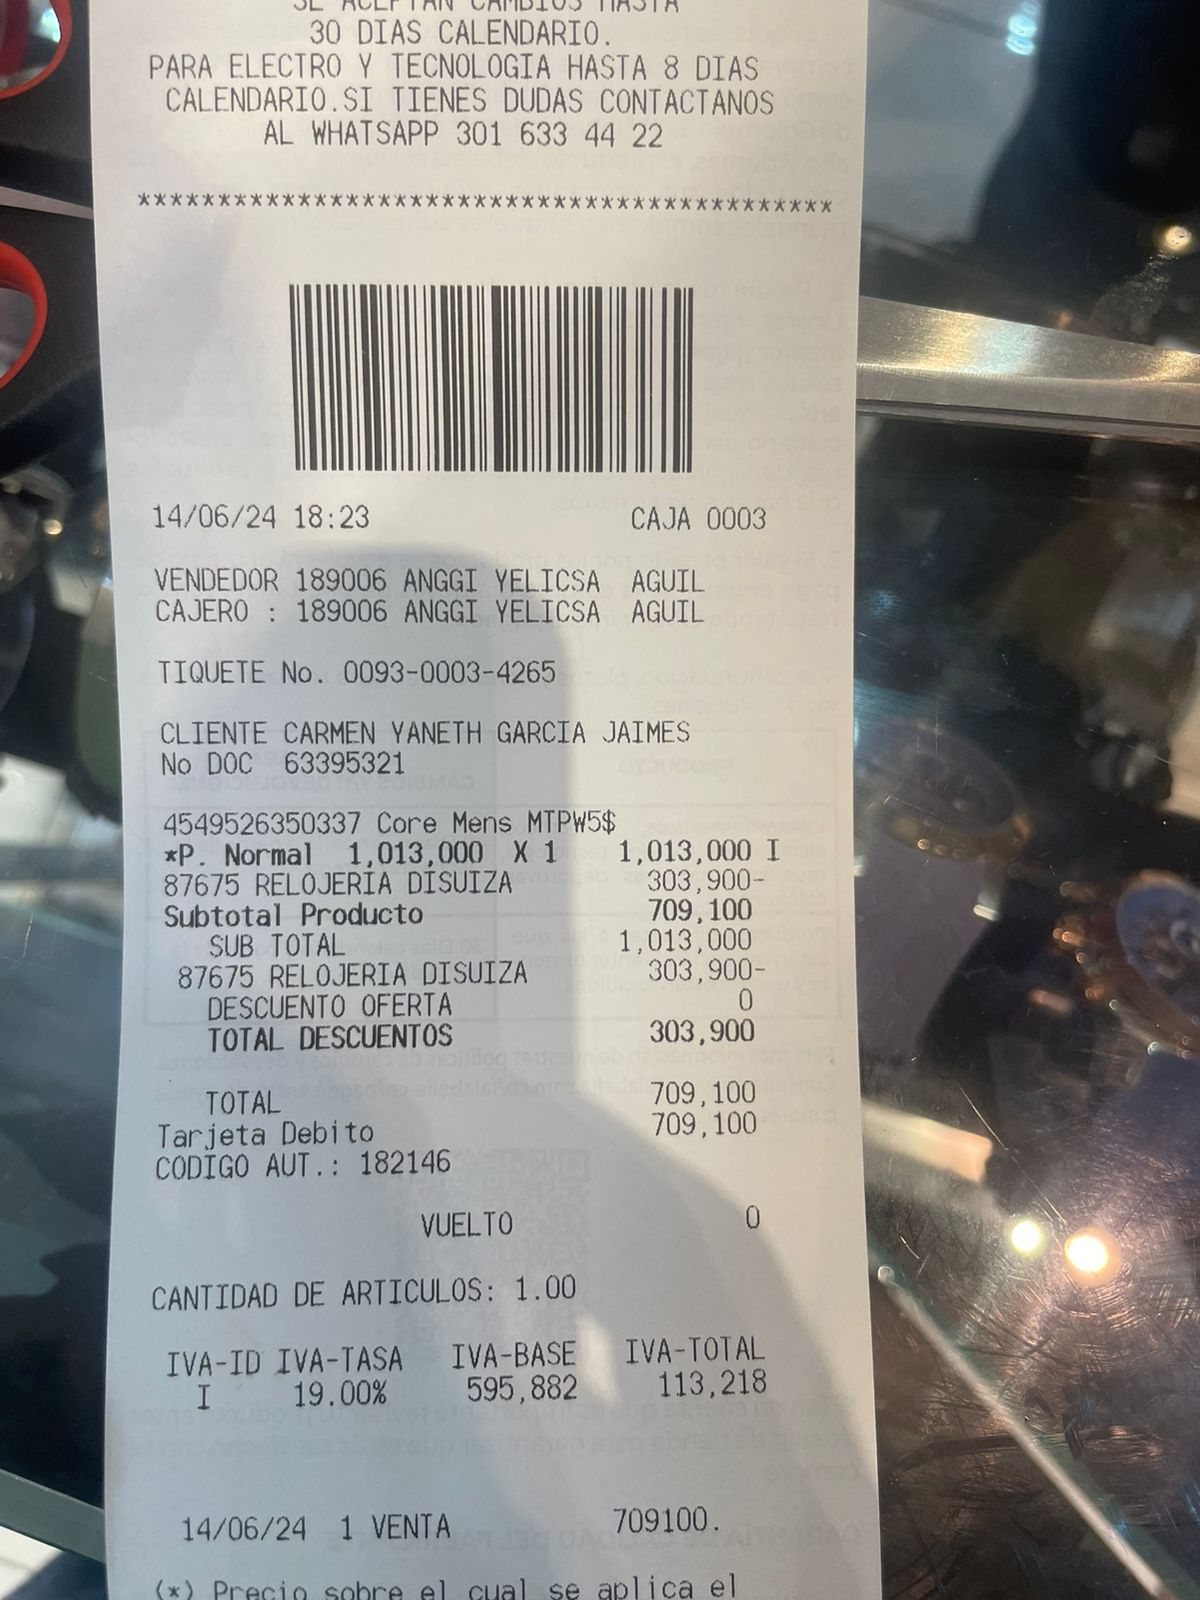 SE ACEPTAN CAMBIOS HASTA
30 DIAS CALENDARIO.
PARA ELECTRO Y TECNOLOGIA HASTA 8 DIAS
CALENDARIO.SI TIENES DUDAS CONTACTANOS
AL WHATSAPP 301 633 44 22
*******************************************
14/06/24 18:23 CAJA 0003
VENDEDOR 189006 ANGGI YELICSA AGUIL
CAJERO : 189006 ANGGI YELICSA AGUIL
TIQUETE No. 0093-0003-4265
CLIENTE CARMEN YANETH GARCIA JAIMES
No DOC 63395321
4549526350337 Core Mens MTPW5$
*P. Normal 1,013,000 X 1 1,013,000 I
87675 RELOJERIA DISUIZA 303,900-
Subtotal Producto 709,100
SUB TOTAL 1,013,000
87675 RELOJERIA DISUIZA 303,900-
DESCUENTO OFERTA 0
TOTAL DESCUENTOS 303,900
TOTAL 709,100
Tarjeta Debito 709,100
CODIGO AUT.: 182146
VUELTO 0
CANTIDAD DE ARTICULOS: 1.00
IVA-ID IVA-TASA IVA-BASE IVA-TOTAL
I 19.00% 595,882 113,218
14/06/24 1 VENTA 709100.
(*) Precio sobre el cual se aplica el